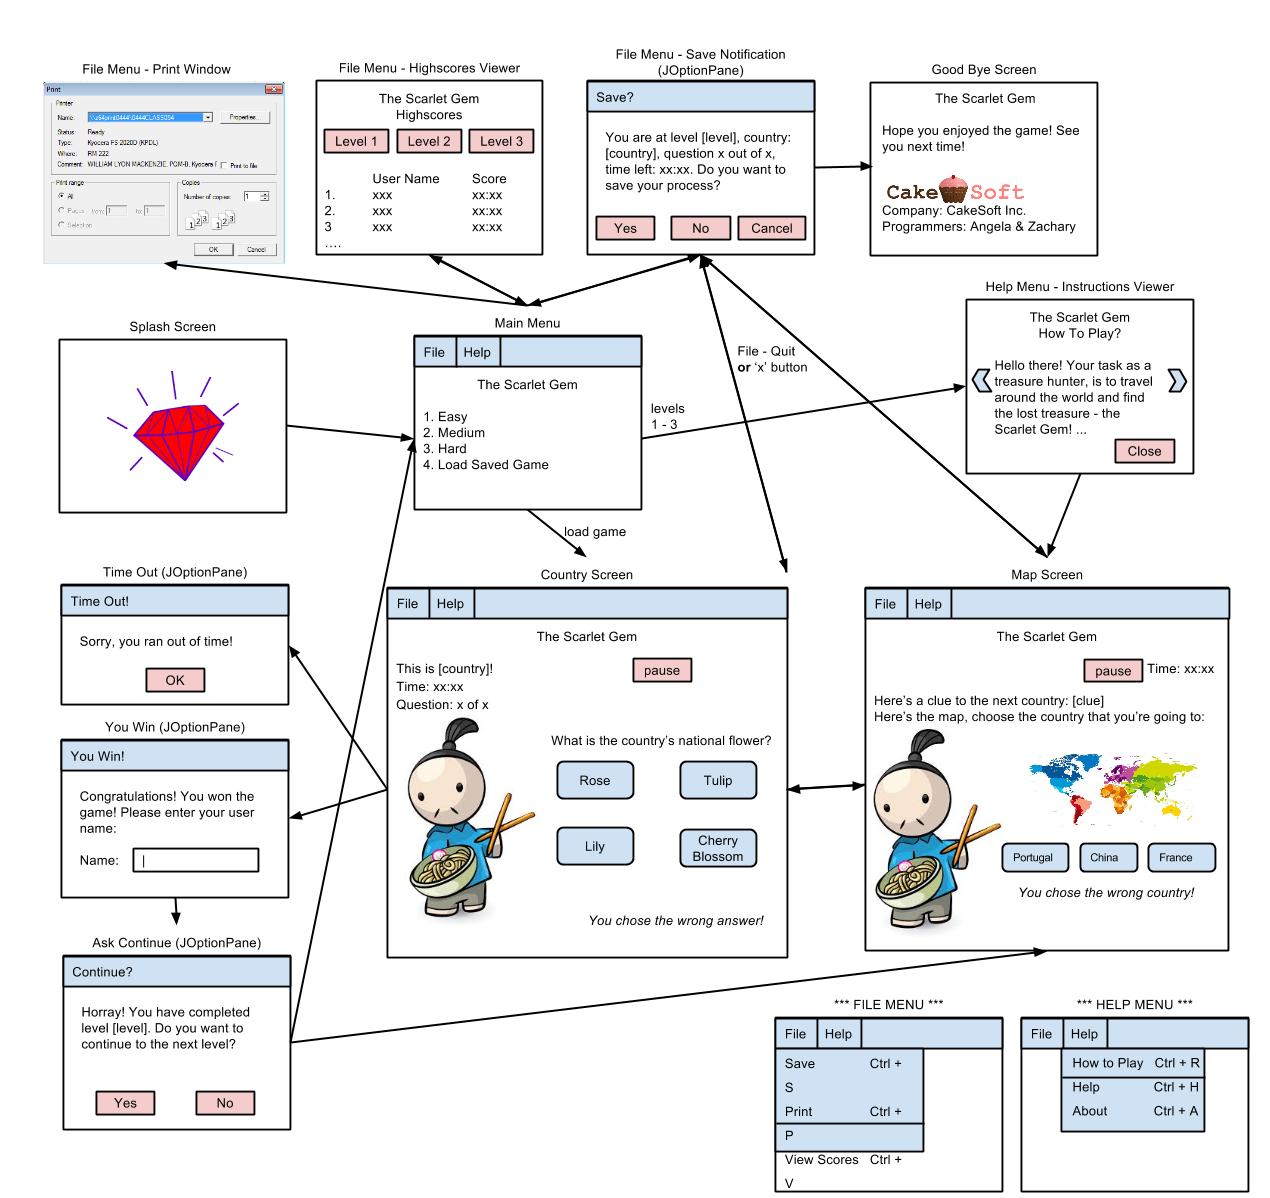 File Menu - Print Window
Print
Printer
Name:
\\s64print0444\0444CLASS054
Properties...
Status:
Ready
Type:
Kyocera FS-2020D (KPDL)
Where:
RM 222
Comment:
WILLIAM LYON MACKENZIE, PGM-B, Kyocera F
Print to file
Print range
All
Pages
from:
1
to:
1
Selection
Copies
Number of copies:
1
1 2 3
1 2 3
OK
Cancel
File Menu - Highscores Viewer
The Scarlet Gem
Highscores
Level 1
Level 2
Level 3
User Name Score
1. xxx xx:xx
2. xxx xx:xx
3 xxx xx:xx
....
File Menu - Save Notification
(JOptionPane)
Save?
You are at level [level], country:
[country], question x out of x,
time left: xx:xx. Do you want to
save your process?
Yes
No
Cancel
Good Bye Screen
The Scarlet Gem
Hope you enjoyed the game! See
you next time!
Cake Soft
Company: CakeSoft Inc.
Programmers: Angela & Zachary
Splash Screen
Main Menu
File
Help
The Scarlet Gem
1. Easy
2. Medium
3. Hard
4. Load Saved Game
levels
1 - 3
File - Quit
or 'x' button
load game
Help Menu - Instructions Viewer
The Scarlet Gem
How To Play?
Hello there! Your task as a
treasure hunter, is to travel
around the world and find
the lost treasure - the
Scarlet Gem! ...
Close
Time Out (JOptionPane)
Time Out!
Sorry, you ran out of time!
OK
You Win (JOptionPane)
You Win!
Congratulations! You won the
game! Please enter your user
name:
Name:
Ask Continue (JOptionPane)
Continue?
Horray! You have completed
level [level]. Do you want to
continue to the next level?
Yes
No
Country Screen
File
Help
The Scarlet Gem
This is [country]!
Time: xx:xx
Question: x of x
pause
What is the country's national flower?
Rose
Tulip
Lily
Cherry
Blossom
You chose the wrong answer!
Map Screen
File
Help
The Scarlet Gem
pause
Time: xx:xx
Here's a clue to the next country: [clue]
Here's the map, choose the country that you're going to:
Portugal
China
France
You chose the wrong country!
*** FILE MENU ***
File
Help
Save Ctrl +
S
Print Ctrl +
P
View Scores Ctrl +
V
*** HELP MENU ***
File
Help
How to Play Ctrl + R
Help Ctrl + H
About Ctrl + A